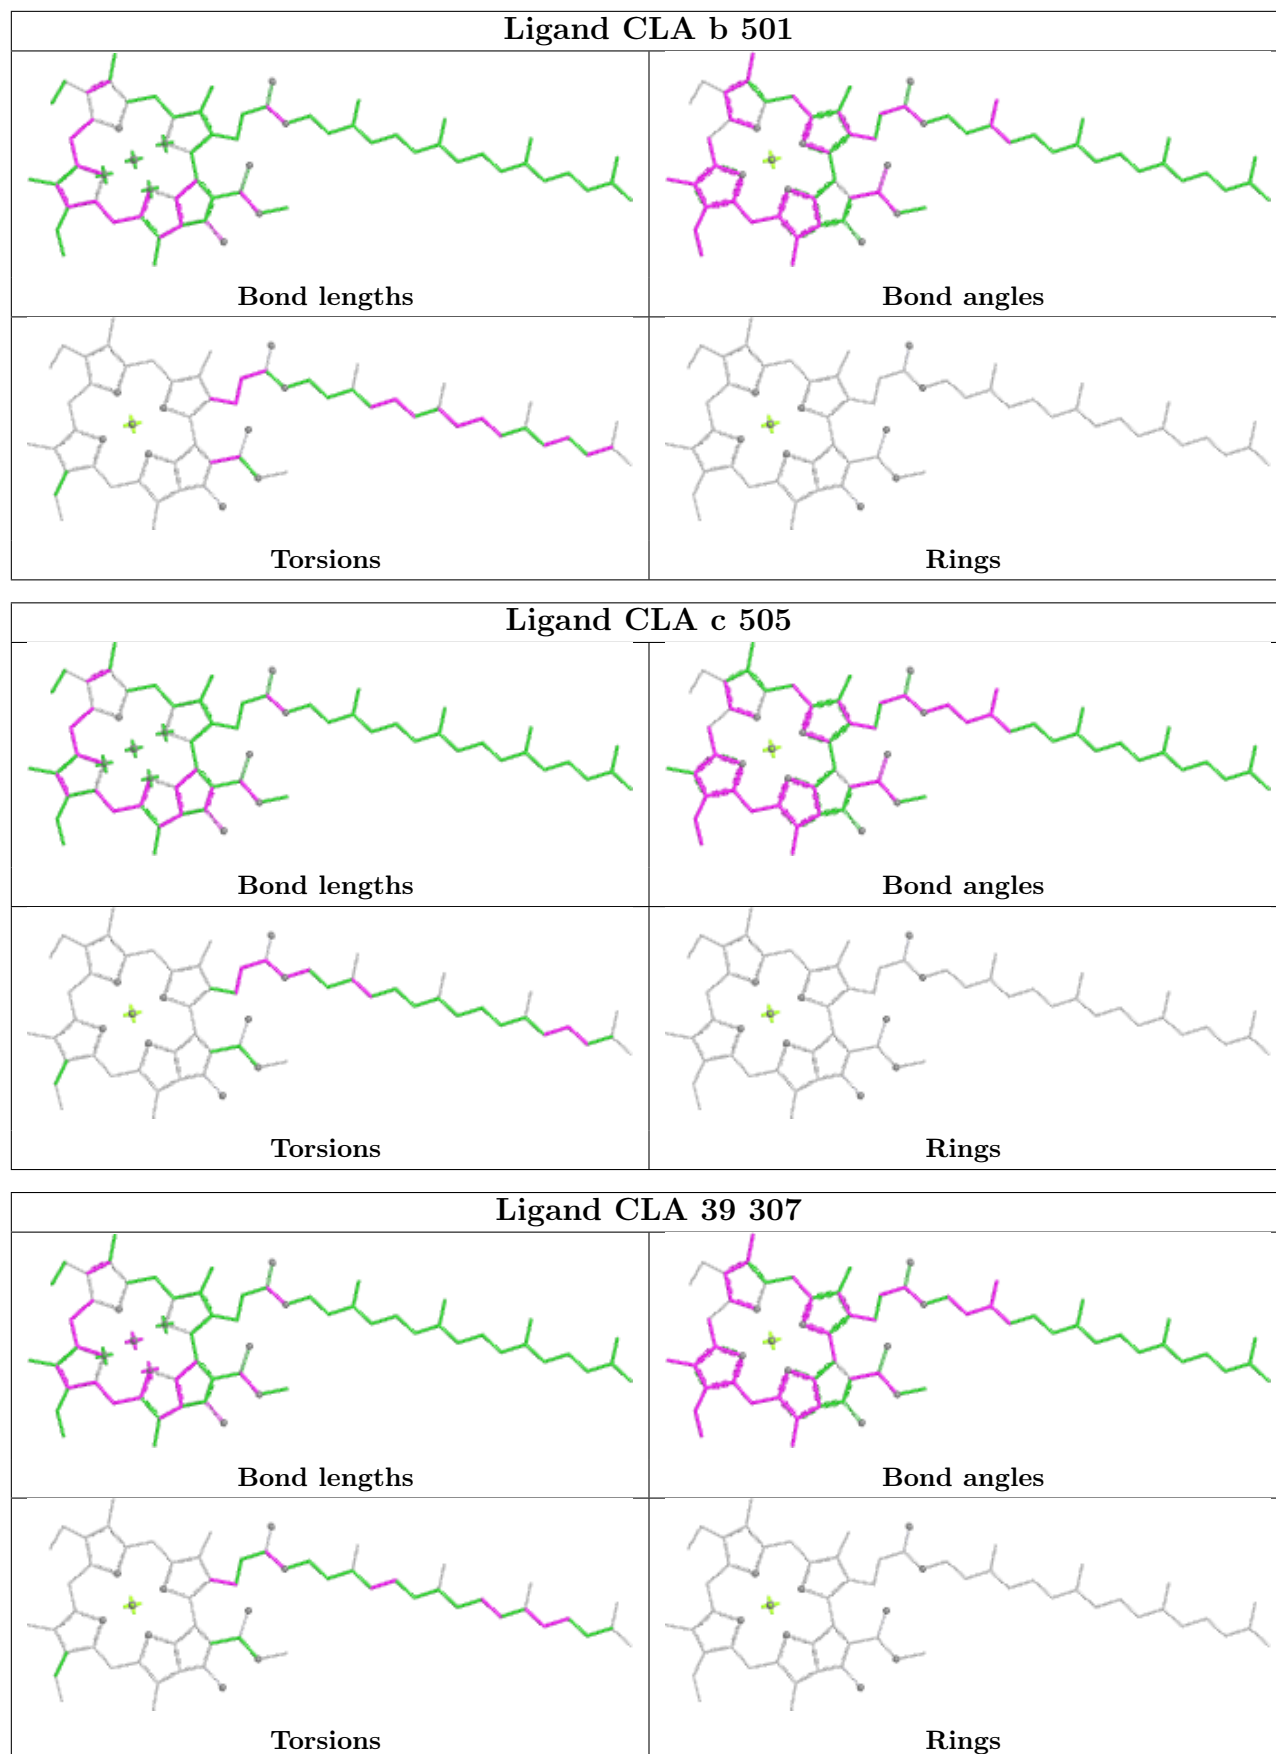 Ligand CLA b 501
Bond lengths
Bond angles
Torsions
Rings
Ligand CLA c 505
Bond lengths
Bond angles
Torsions
Rings
Ligand CLA 39 307
Bond lengths
Bond angles
Torsions
Rings